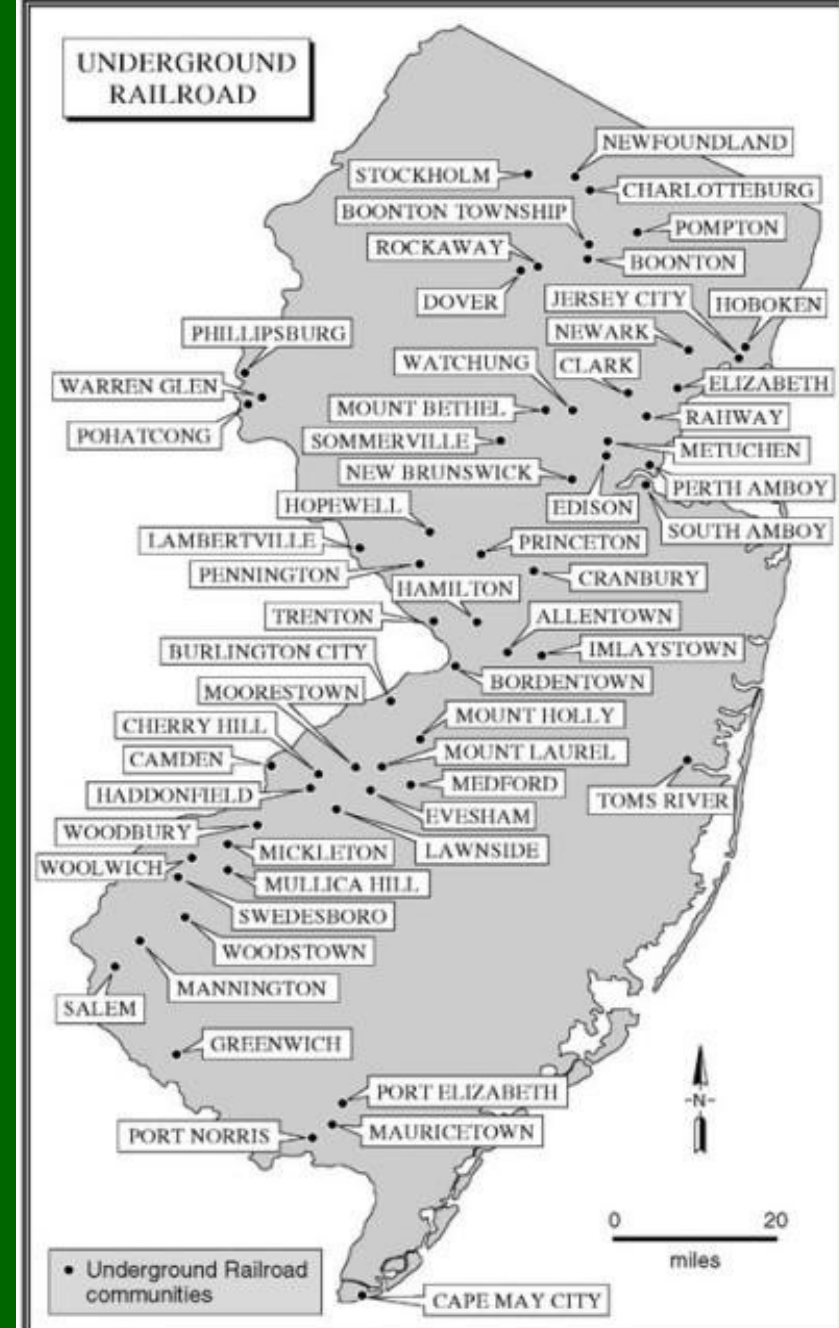 UNDERGROUND
RAILROAD
NEWFOUNDLAND
STOCKHOLM
CHARLOTTEBURG
BOONTON TOWNSHIP
POMPTON
ROCKAWAY
BOONTON
DOVER
JERSEY CITY
HOBOKEN
NEWARK
PHILLIPSBURG
WATCHUNG
CLARK
WARREN GLEN
ELIZABETH
MOUNT BETHEL
RAHWAY
POHATCONG
SOMMERVILLE
METUCHEN
NEW BRUNSWICK
PERTH AMBOY
HOPEWELL
EDISON
SOUTH AMBOY
LAMBERTVILLE
PRINCETON
PENNINGTON
CRANBURY
HAMILTON
TRENTON
ALLENTOWN
BURLINGTON CITY
IMLAYSTOWN
BORDENTOWN
MOORESTOWN
MOUNT HOLLY
CHERRY HILL
CAMDEN
MOUNT LAUREL
HADDONFIELD
MEDFORD
TOMS RIVER
EVESHAM
WOODBURY
MICKLETON
LAWNSIDE
WOOLWICH
MULLICA HILL
SWEDESBORO
WOODSTOWN
MANNINGTON
SALEM
GREENWICH
PORT ELIZABETH
PORT NORRIS
MAURICETOWN
-N-
0 20
miles
• Underground Railroad
communities
CAPE MAY CITY